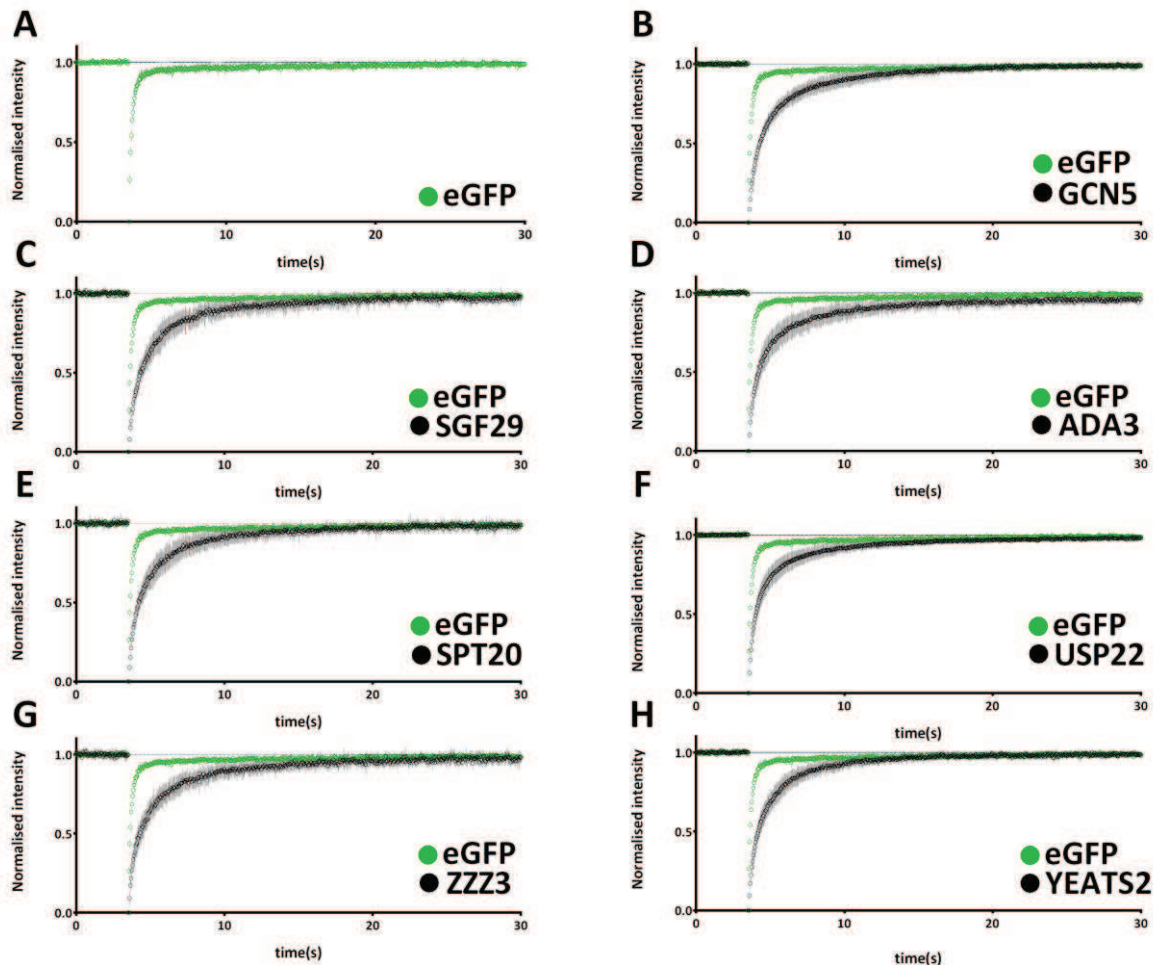 A
Normalised intensity
1.0
0.5
0.0
0
10
20
30
time(s)
eGFP
B
Normalised intensity
1.0
0.5
0.0
0
10
20
30
time(s)
eGFP
GCN5
C
Normalised intensity
1.0
0.5
0.0
0
10
20
30
time(s)
eGFP
SGF29
D
Normalised intensity
1.0
0.5
0.0
0
10
20
30
time(s)
eGFP
ADA3
E
Normalised intensity
1.0
0.5
0.0
0
10
20
30
time(s)
eGFP
SPT20
F
Normalised intensity
1.0
0.5
0.0
0
10
20
30
time(s)
eGFP
USP22
G
Normalised intensity
1.0
0.5
0.0
0
10
20
30
time(s)
eGFP
ZZZ3
H
Normalised intensity
1.0
0.5
0.0
0
10
20
30
time(s)
eGFP
YEATS2